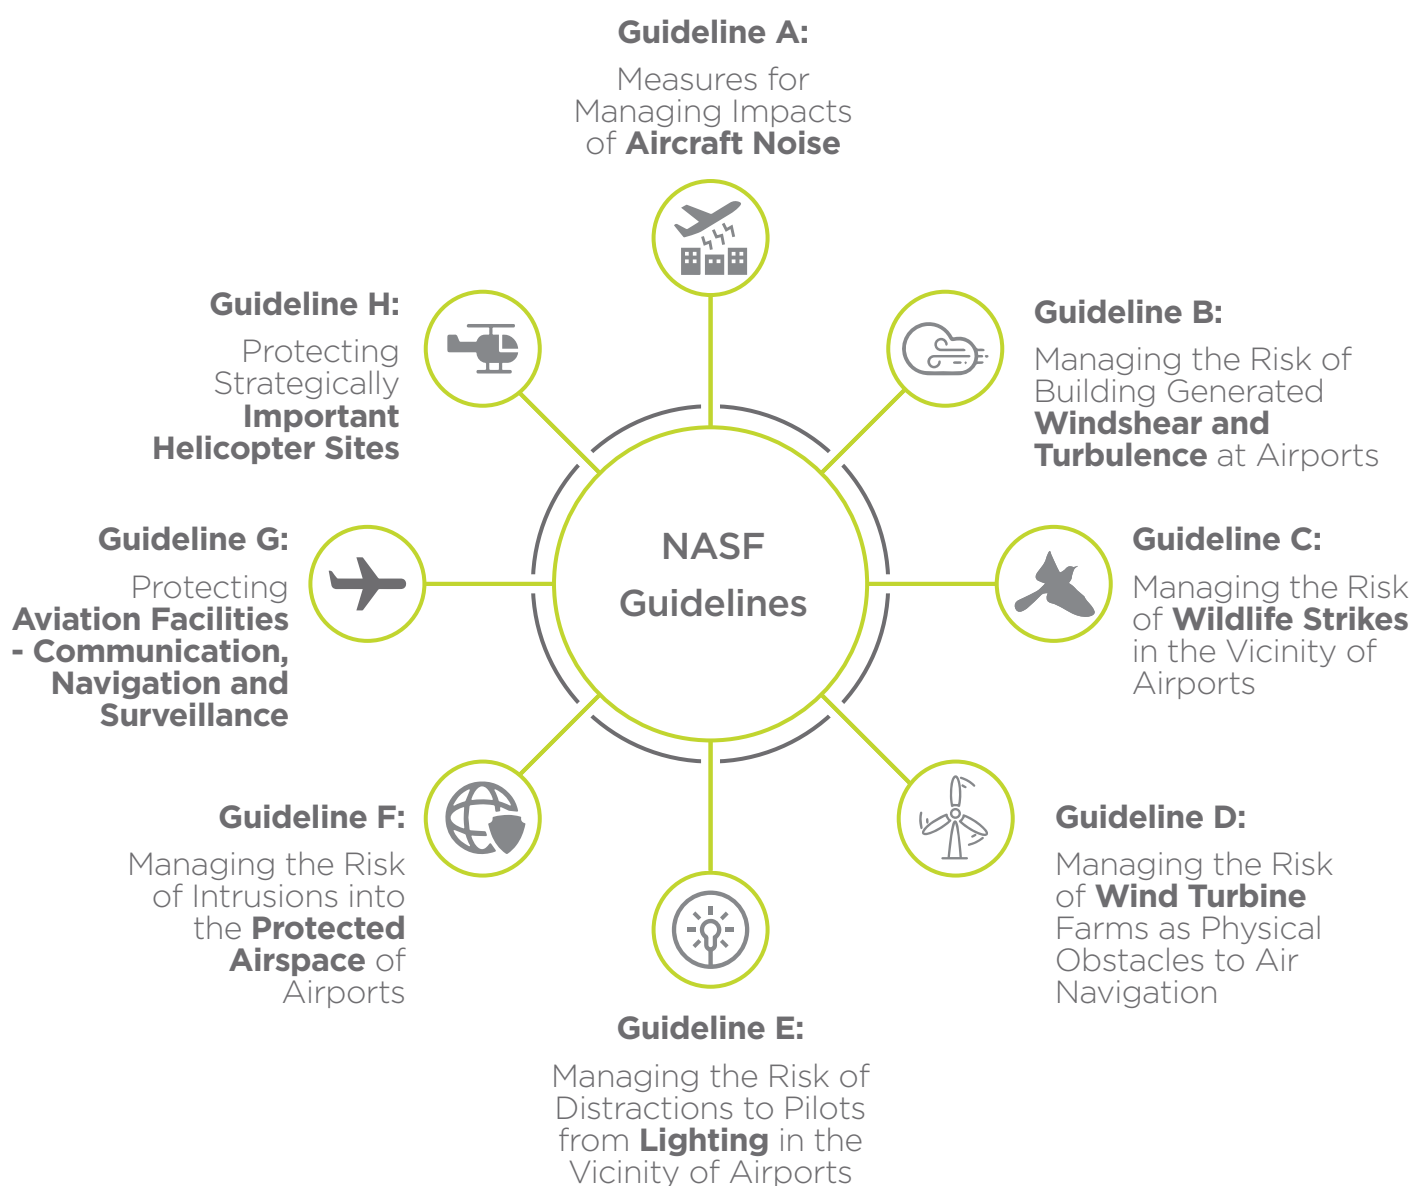 Guideline A:
Measures for
Managing Impacts
of Aircraft Noise
Guideline B:
Managing the Risk of
Building Generated
Windshear and
Turbulence at Airports
Guideline C:
Managing the Risk
of Wildlife Strikes
in the Vicinity of
Airports
Guideline D:
Managing the Risk
of Wind Turbine
Farms as Physical
Obstacles to Air
Navigation
Guideline E:
Managing the Risk of
Distractions to Pilots
from Lighting in the
Vicinity of Airports
Guideline F:
Managing the Risk
of Intrusions into
the Protected
Airspace of
Airports
Guideline G:
Protecting
Aviation Facilities
- Communication,
Navigation and
Surveillance
Guideline H:
Protecting
Strategically
Important
Helicopter Sites
NASF
Guidelines